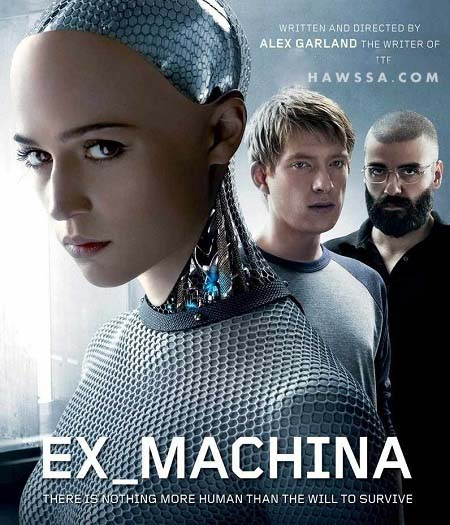 WRITTEN AND DIRECTED BY
ALEX GARLAND THE WRITER OF
HAWSSA.COM
EX_MACHINA
THERE IS NOTHING MORE HUMAN THAN THE WILL TO SURVIVE